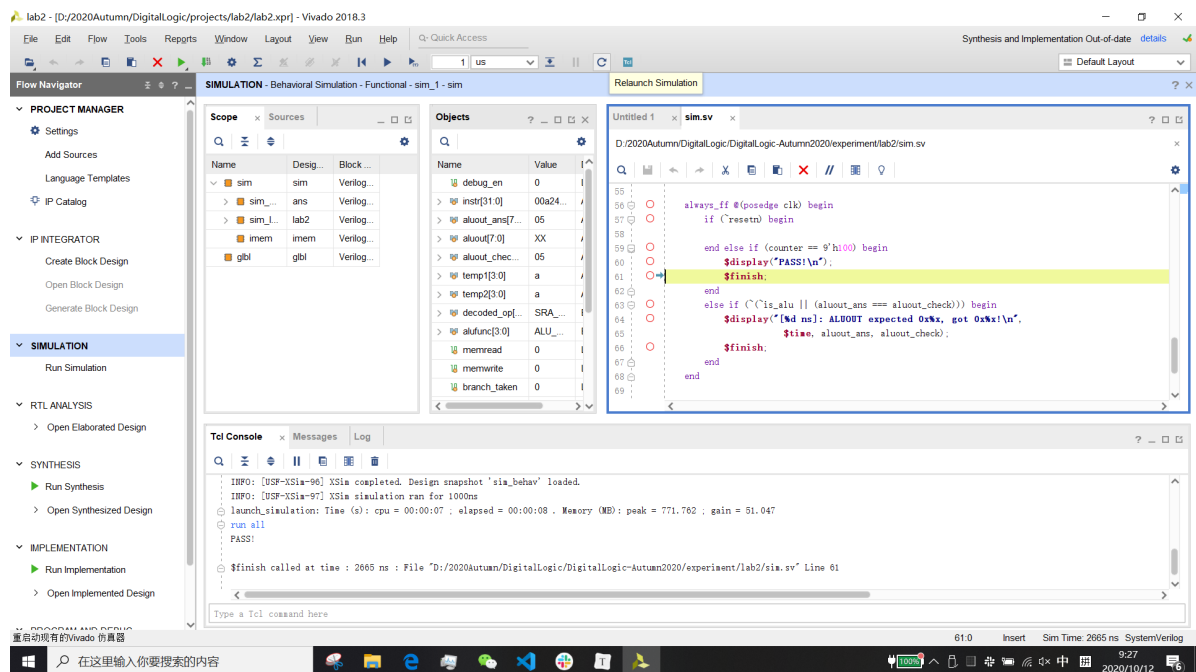 lab2 - [D:/2020Autumn/DigitalLogic/projects/lab2/lab2.xpr] - Vivado 2018.3
File Edit Flow Tools Reports Window Layout View Run Help Q- Quick Access
Synthesis and Implementation Out-of-date details
1 us
Default Layout
Flow Navigator
SIMULATION - Behavioral Simulation - Functional - sim_1 - sim
Relaunch Simulation
PROJECT MANAGER
Settings
Add Sources
Language Templates
IP Catalog
IP INTEGRATOR
Create Block Design
Open Block Design
Generate Block Design
SIMULATION
Run Simulation
RTL ANALYSIS
Open Elaborated Design
SYNTHESIS
Run Synthesis
Open Synthesized Design
IMPLEMENTATION
Run Implementation
Open Implemented Design
PROGRAM AND DEBUG
Scope Sources
Name Desig... Block ...
sim sim Verilog...
sim_... ans Verilog...
sim_l... lab2 Verilog...
imem imem Verilog...
glbl glbl Verilog...
Objects
Name Value
debug_en 0
instr[31:0] 00a24...
aluout_ans[7... 05
aluout[7:0] XX
aluout_chec... 05
temp1[3:0] a
temp2[3:0] a
decoded_op[... SRA_...
alufunc[3:0] ALU_...
memread 0
memwrite 0
branch_taken 0
Untitled 1 sim.sv
D:/2020Autumn/DigitalLogic/DigitalLogic-Autumn2020/experiment/lab2/sim.sv
55
56 always_ff @(posedge clk) begin
57 if (~resetn) begin
58
59 end else if (counter == 9'h100) begin
60 $display("PASS!\n");
61 $finish;
62 end
63 else if (~(~is_alu || (aluout_ans === aluout_check))) begin
64 $display("[%d ns]: ALUOUT expected 0x%x, got 0x%x!\n",
65 $time, aluout_ans, aluout_check);
66 $finish;
67 end
68 end
69
Tcl Console Messages Log
INFO: [USF-XSim-96] XSim completed. Design snapshot 'sim_behav' loaded.
INFO: [USF-XSim-97] XSim simulation ran for 1000ns
launch_simulation: Time (s): cpu = 00:00:07 ; elapsed = 00:00:08 . Memory (MB): peak = 771.762 ; gain = 51.047
run all
PASS!
$finish called at time : 2665 ns : File "D:/2020Autumn/DigitalLogic/DigitalLogic-Autumn2020/experiment/lab2/sim.sv" Line 61
Type a Tcl command here
重启动现有的Vivado 仿真器
61:0 Insert Sim Time: 2665 ns SystemVerilog
在这里输入你要搜索的内容
100%
中
9:27
2020/10/12
6